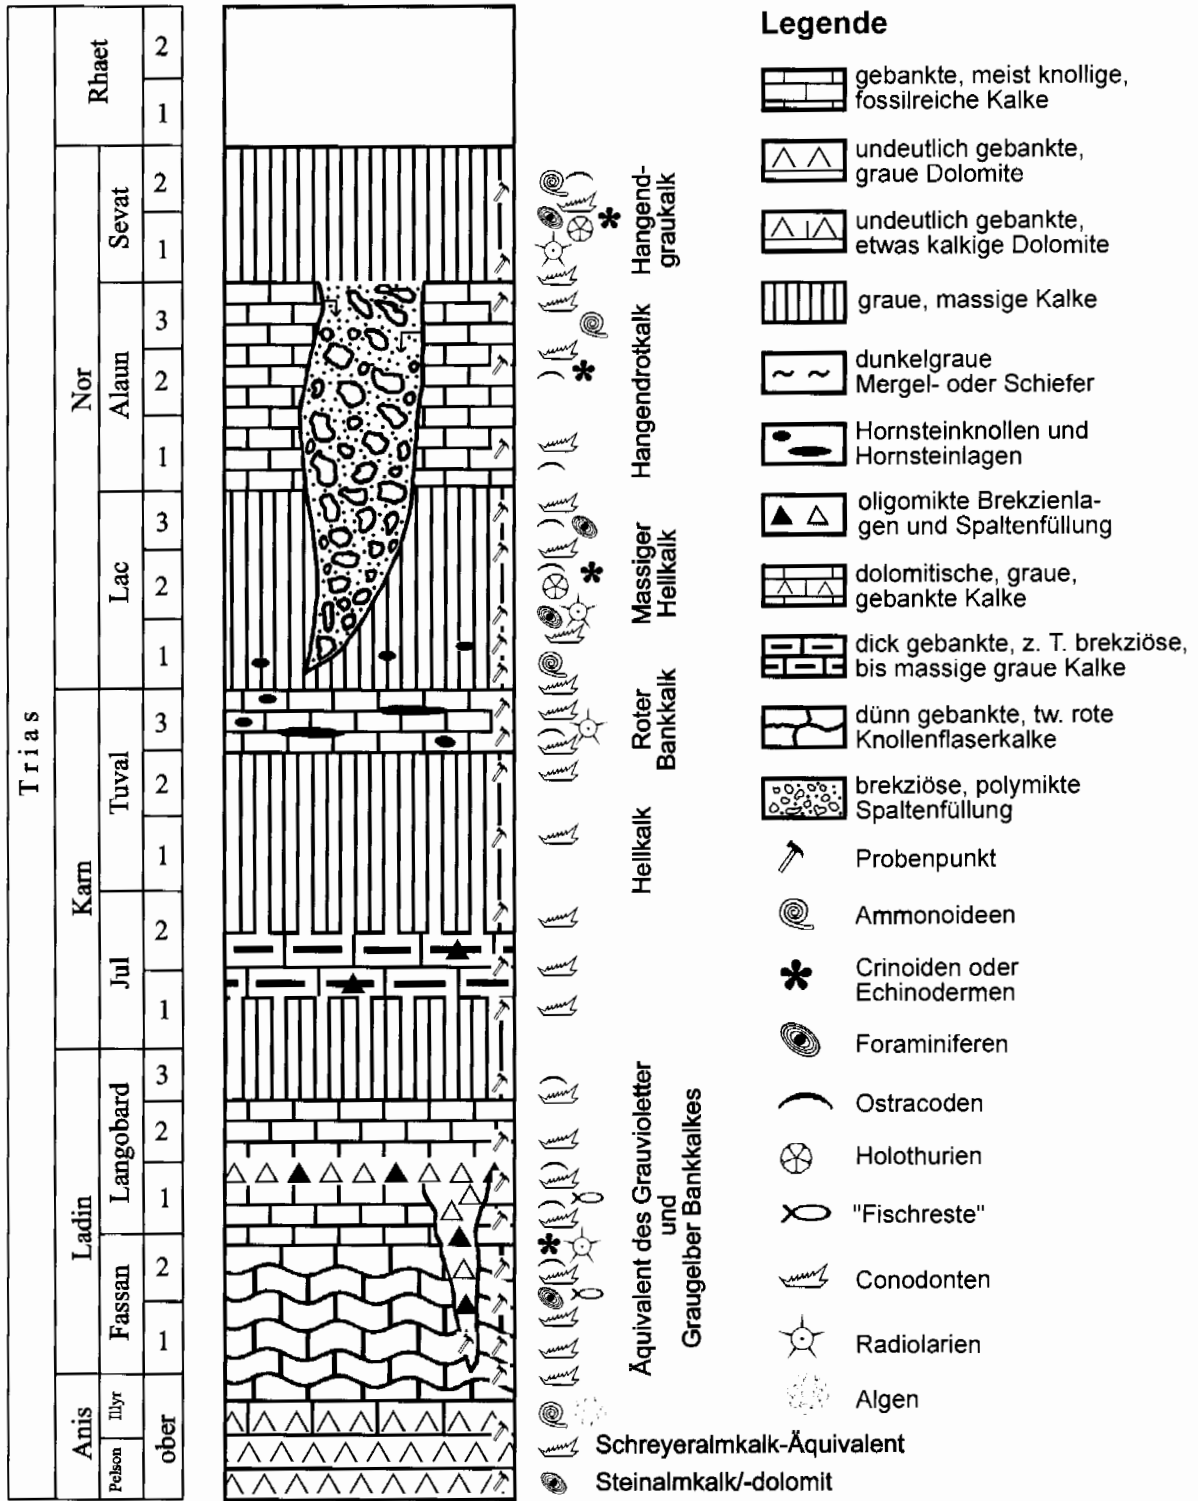 Trias
Rhaet
2
1
Nor
Sevat
2
1
Alaun
3
2
1
Lac
3
2
1
Karn
Tuval
3
2
1
Jul
2
1
Ladin
Langobard
3
2
1
Fassan
2
1
Anis
Illyr
Pelson
ober
Hangend-
graukalk
Hangendrotkalk
Massiger
Hellkalk
Roter
Bankkalk
Hellkalk
Äquivalent des Grauvioletter
und
Graugelber Bankkalkes
Schreyeralmkalk-Äquivalent
Steinalmkalk/-dolomit
Legende
gebankte, meist knollige,
fossilreiche Kalke
undeutlich gebankte,
graue Dolomite
undeutlich gebankte,
etwas kalkige Dolomite
graue, massige Kalke
dunkelgraue
Mergel- oder Schiefer
Hornsteinknollen und
Hornsteinlagen
oligomikte Brekzienla-
gen und Spaltenfüllung
dolomitische, graue,
gebankte Kalke
dick gebankte, z. T. brekziöse,
bis massige graue Kalke
dünn gebankte, tw. rote
Knollenflaserkalke
brekziöse, polymikte
Spaltenfüllung
Probenpunkt
Ammonoideen
Crinoiden oder
Echinodermen
Foraminiferen
Ostracoden
Holothurien
"Fischreste"
Conodonten
Radiolarien
Algen